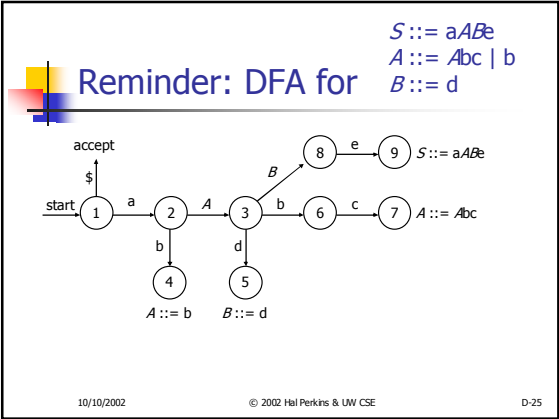 S ::= aABe
A ::= Abc | b
Reminder: DFA for
B ::= d
accept
$
start
1
a
2
A
3
B
8
e
9
S ::= aABe
b
6
c
7
A ::= Abc
b
d
4
5
A ::= b
B ::= d
10/10/2002
© 2002 Hal Perkins & UW CSE
D-25